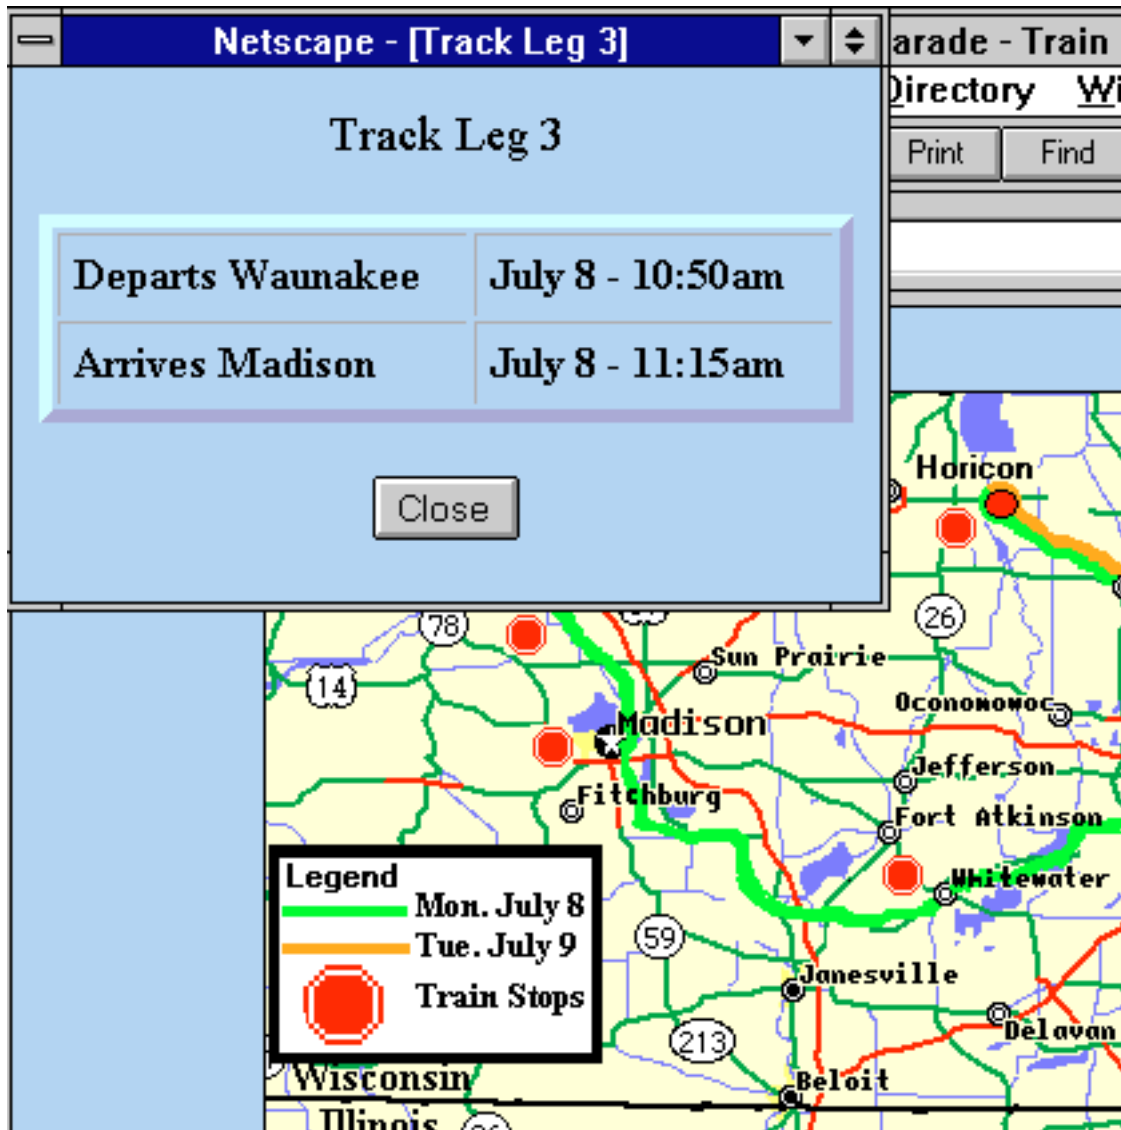 Netscape - [Track Leg 3]
arade - Train
Directory Wi
Print Find
Track Leg 3
Departs Waunakee July 8 - 10:50am
Arrives Madison July 8 - 11:15am
Close
Horicon
26
78
14
Sun Prairie
Oconomowoc
Madison
Jefferson
Fitchburg
Fort Atkinson
Whitewater
Legend
Mon. July 8
Tue. July 9
Train Stops
59
Janesville
Delavan
213
Beloit
Wisconsin
Illinois